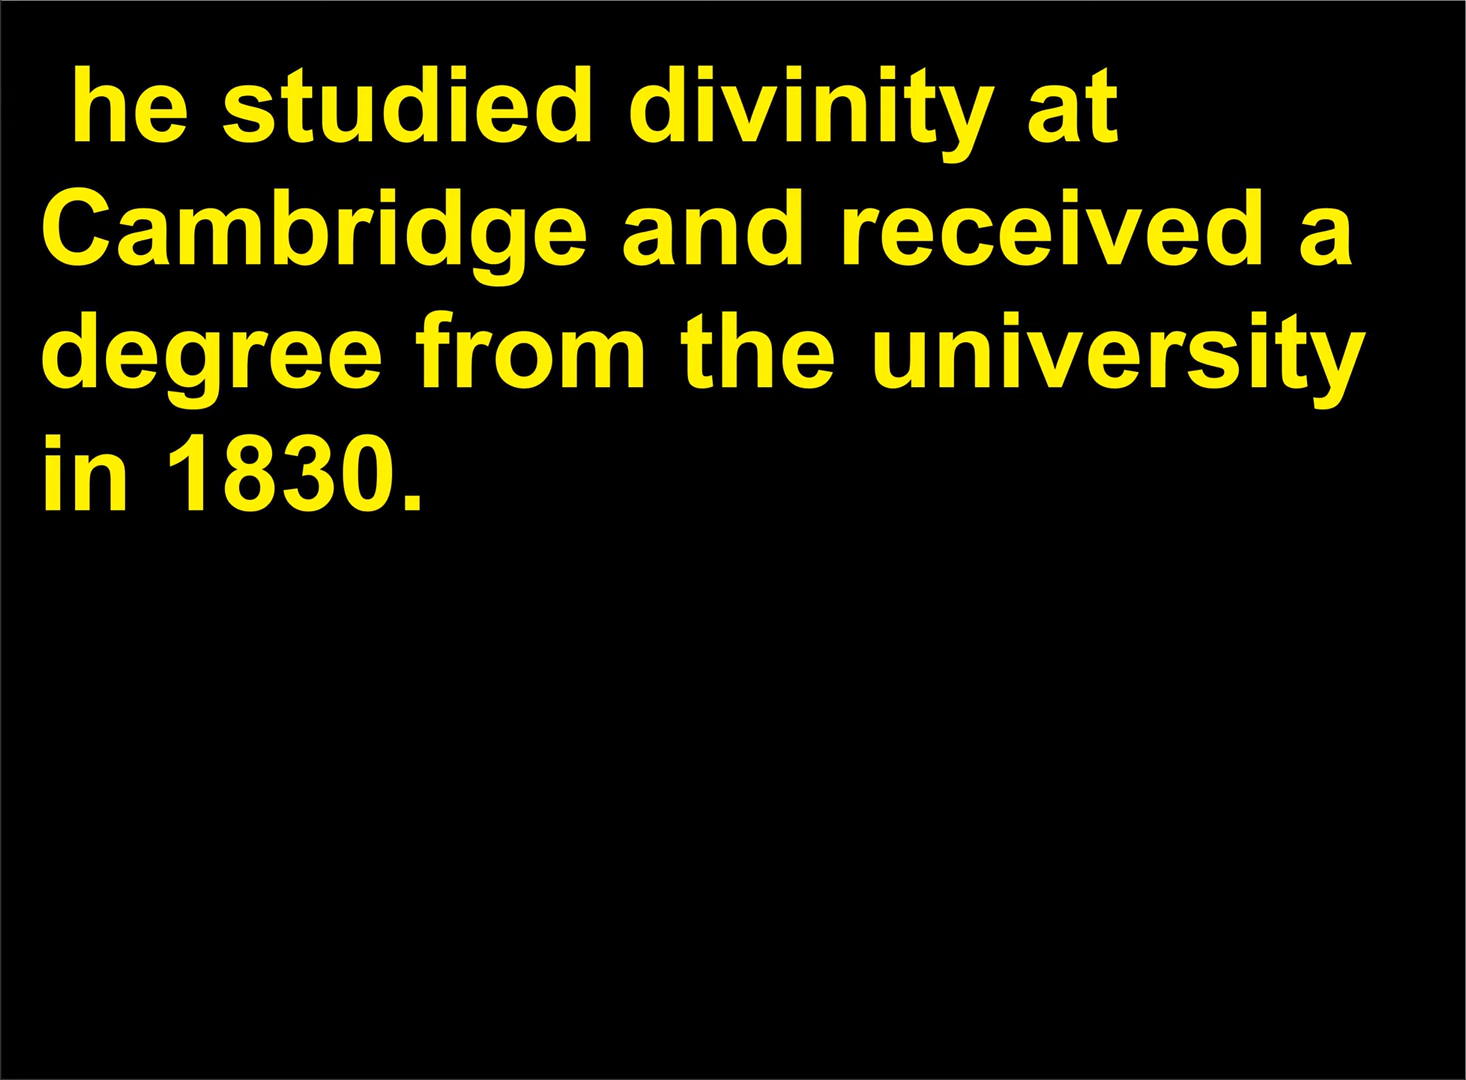 he studied divinity at
Cambridge and received a
degree from the university
in 1830.